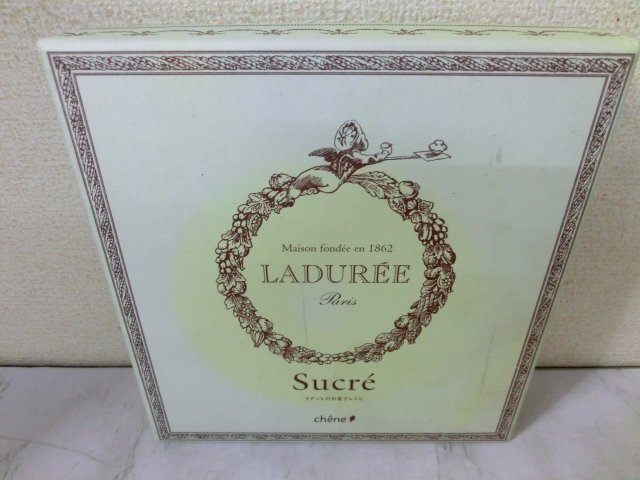 Maison fondée en 1862
LADURÉE
Paris
Sucré
ラデュレのお菓子レシピ
chêne